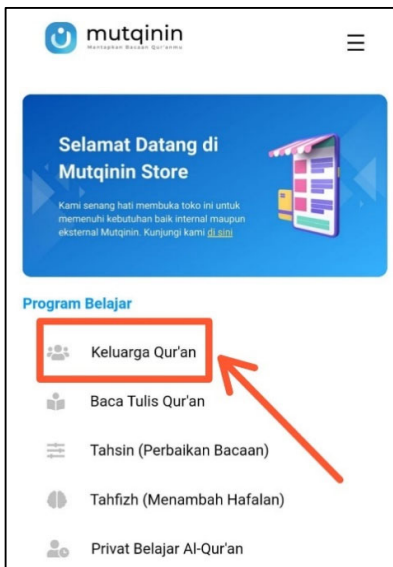 mutqinin
Mantapkan Bacaan Qur'anmu
Selamat Datang di
Mutqinin Store
Kami senang hati membuka toko ini untuk
memenuhi kebutuhan baik internal maupun
eksternal Mutqinin. Kunjungi kami di sini
Program Belajar
Keluarga Qur'an
Baca Tulis Qur'an
Tahsin (Perbaikan Bacaan)
Tahfizh (Menambah Hafalan)
Privat Belajar Al-Qur'an